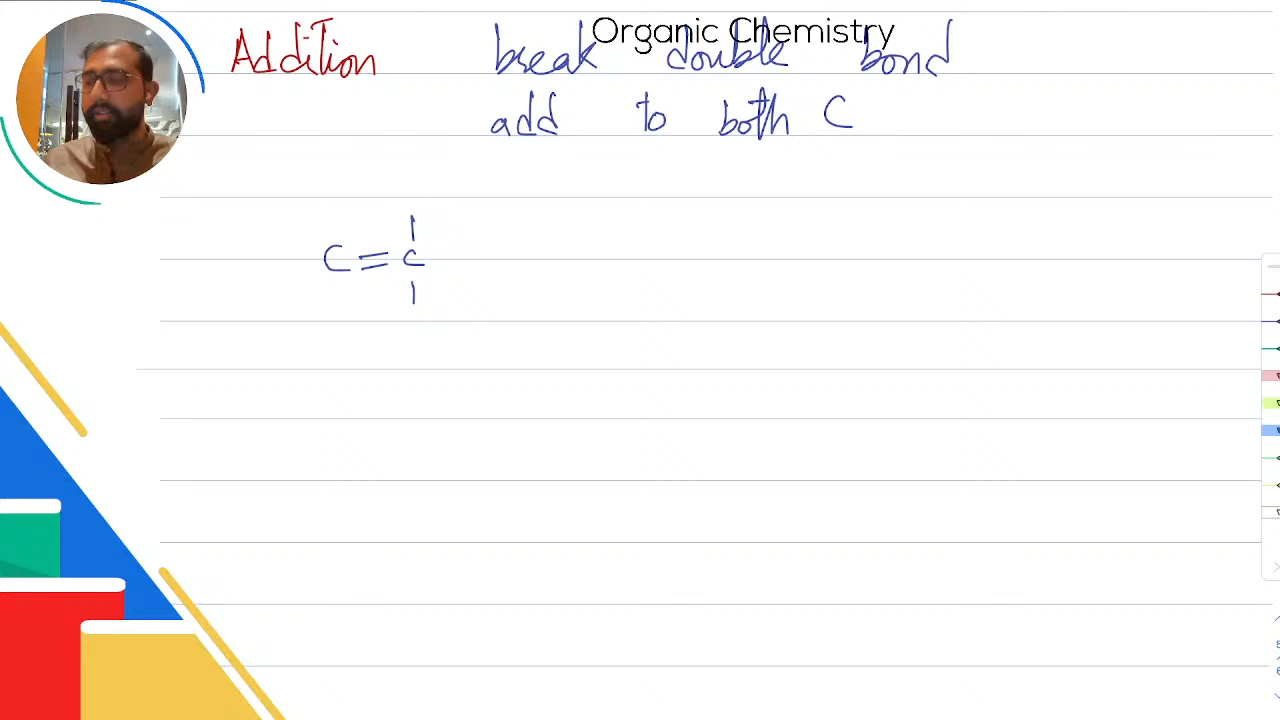 Organic Chemistry
Addition break double bond
add to both C
C = C